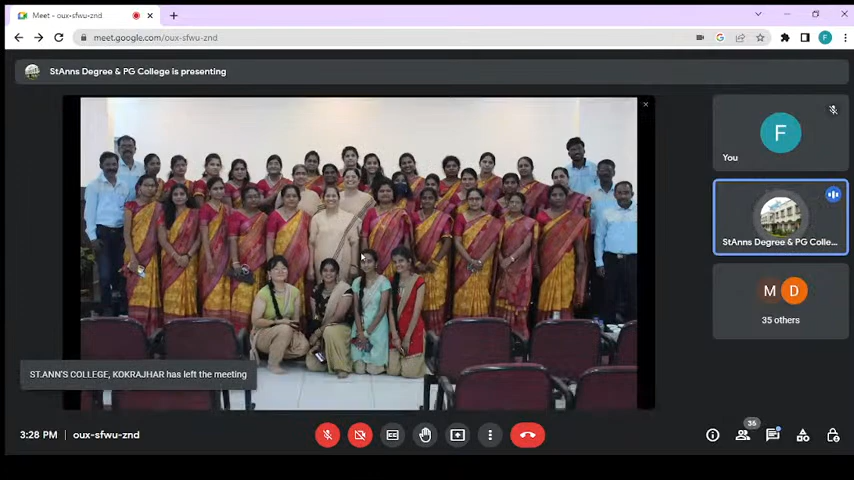 Meet - oux-sfwu-znd
meet.google.com/oux-sfwu-znd
F
StAnns Degree & PG College is presenting
F
You
StAnns Degree & PG Colle...
M D
35 others
ST.ANN'S COLLEGE, KOKRAJHAR has left the meeting
3:28 PM | oux-sfwu-znd
36